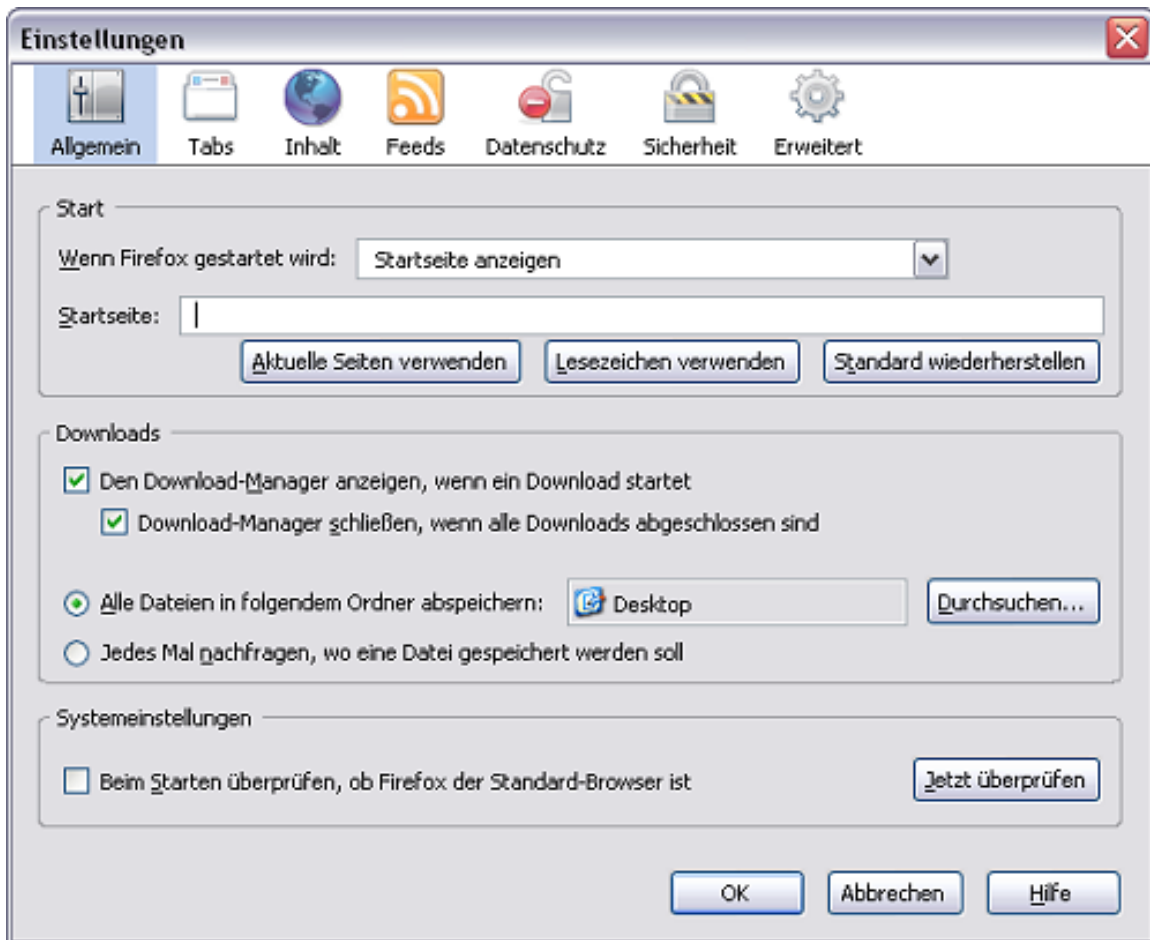 Einstellungen
Allgemein Tabs Inhalt Feeds Datenschutz Sicherheit Erweitert
Start
Wenn Firefox gestartet wird: Startseite anzeigen
Startseite:
Aktuelle Seiten verwenden Lesezeichen verwenden Standard wiederherstellen
Downloads
Den Download-Manager anzeigen, wenn ein Download startet
Download-Manager schließen, wenn alle Downloads abgeschlossen sind
Alle Dateien in folgendem Ordner abspeichern: Desktop Durchsuchen...
Jedes Mal nachfragen, wo eine Datei gespeichert werden soll
Systemeinstellungen
Beim Starten überprüfen, ob Firefox der Standard-Browser ist Jetzt überprüfen
OK Abbrechen Hilfe